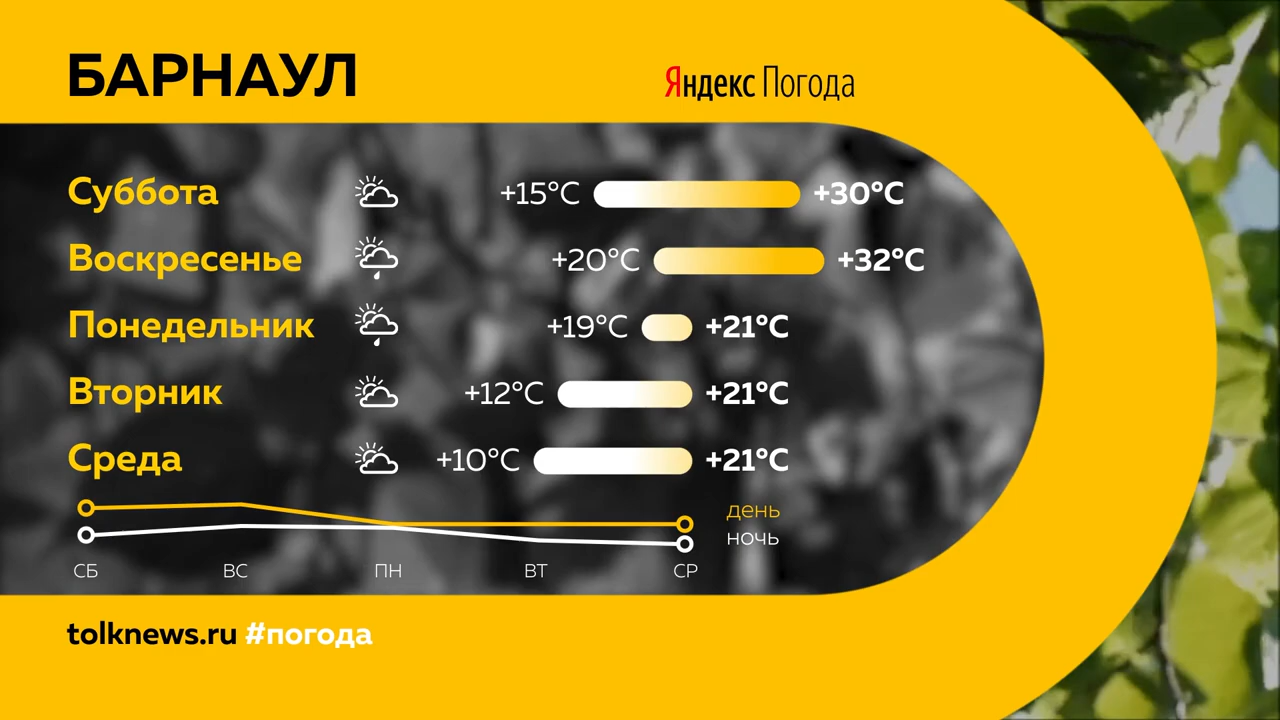 БАРНАУЛ
Яндекс Погода
Суббота +15°C +30°C
Воскресенье +20°C +32°C
Понедельник +19°C +21°C
Вторник +12°C +21°C
Среда +10°C +21°C
день
ночь
СБ ВС ПН ВТ СР
tolknews.ru #погода